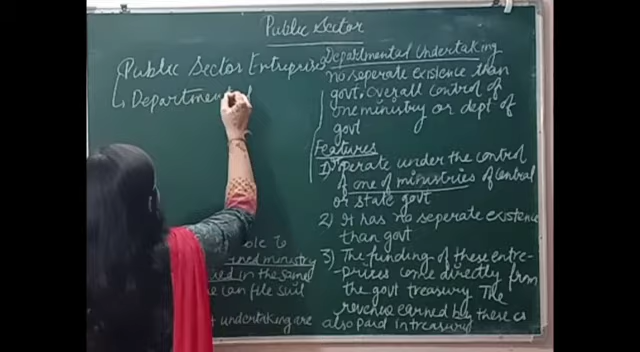 Public Sector
Public Sector Entreprises
Departmen
ble to
ned ministry
in the same
can file suit
undertaking are
Departmental Undertaking
no seperate existence than
govt. Overall control of
one ministry or dept of
govt
Features
1) Operate under the control
of one of ministries of central
or state govt
2) It has no seperate existence
than govt
3) The funding of these entre-
-prises come directly from
the govt treasury. The
revenue earned by these is
also paid in treasury